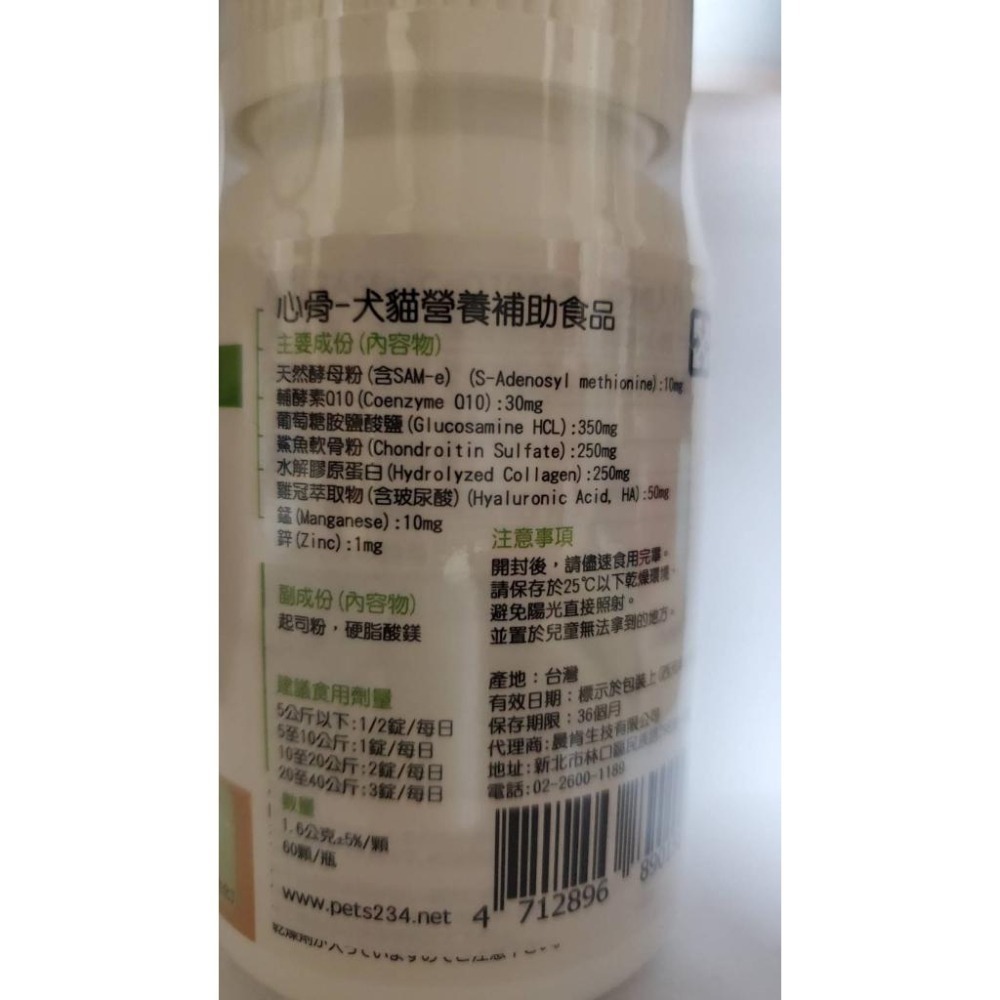 心骨-犬貓營養補助食品
主要成份(內容物)
天然酵母粉(含SAM-e) (S-Adenosyl methionine):10mg
輔酵素Q10(Coenzyme Q10):30mg
葡萄糖胺鹽酸鹽(Glucosamine HCL):350mg
鯊魚軟骨粉(Chondroitin Sulfate):250mg
水解膠原蛋白(Hydrolyzed Collagen):250mg
雞冠萃取物(含玻尿酸)(Hyaluronic Acid, HA):50mg
錳(Manganese):10mg
鋅(Zinc):1mg
副成份(內容物)
起司粉，硬脂酸鎂
建議食用劑量
5公斤以下:1/2錠/每日
5至10公斤:1錠/每日
10至20公斤:2錠/每日
20至40公斤:3錠/每日
數量
1.6公克±5%/顆
60顆/瓶
www.pets234.net
注意事項
開封後，請儘速食用完畢。
請保存於25℃以下乾燥環境
避免陽光直接照射。
並置於兒童無法拿到的地方。
產地：台灣
有效日期：標示於包裝上
保存期限：36個月
代理商:晨肯生技有限公司
地址:新北市林口區
電話:02-2600-1189
4 712896